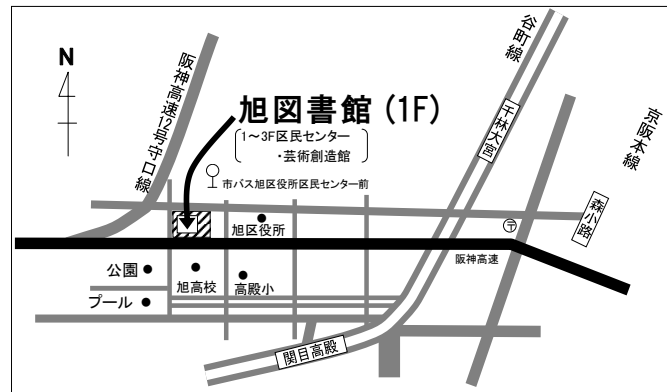 N
阪神高速12号守口線
旭図書館(1F)
1～3F区民センター
・芸術創造館
市バス旭区役所区民センター前
谷町線
千林大宮
京阪本線
森小路
〒
旭区役所
阪神高速
公園
旭高校
高殿小
プール
関目高殿